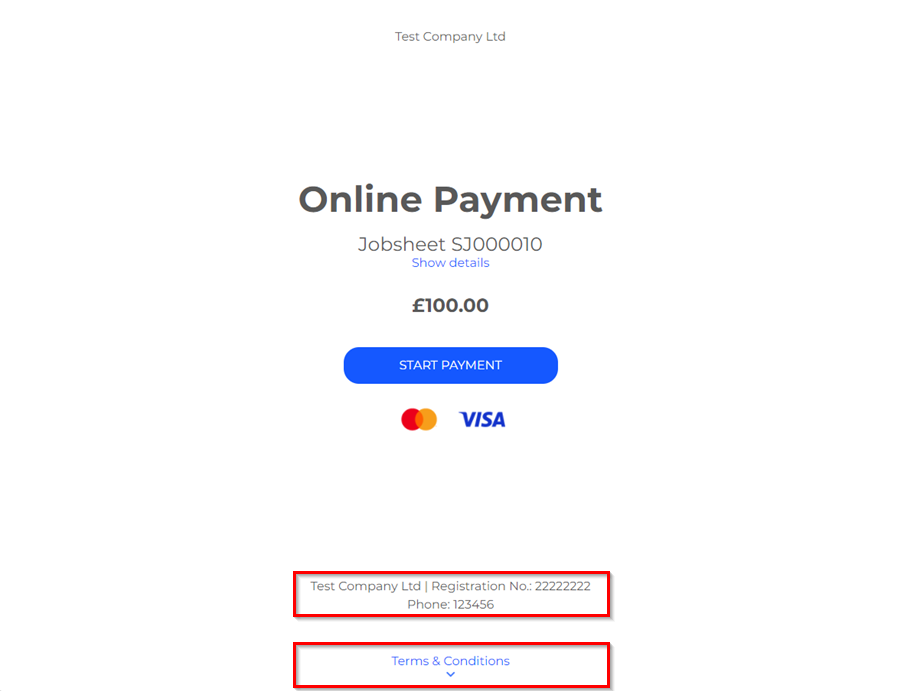 Test Company Ltd
Online Payment
Jobsheet SJ000010
Show details
£100.00
START PAYMENT
VISA
Test Company Ltd | Registration No.: 22222222
Phone: 123456
Terms & Conditions